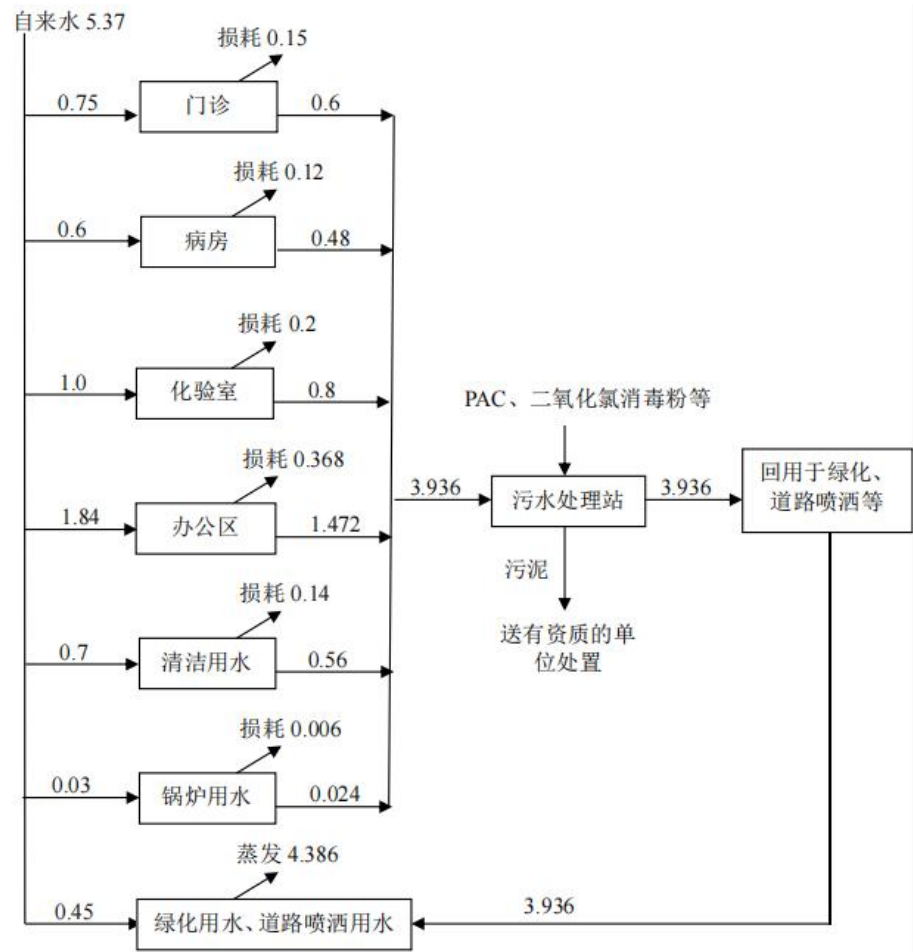 自来水 5.37
损耗 0.15
0.75
门诊
0.6
损耗 0.12
0.6
病房
0.48
损耗 0.2
1.0
化验室
0.8
PAC、二氧化氯消毒粉等
损耗 0.368
1.84
办公区
1.472
3.936
污水处理站
3.936
回用于绿化、
道路喷洒等
污泥
送有资质的单
位处置
损耗 0.14
0.7
清洁用水
0.56
损耗 0.006
0.03
锅炉用水
0.024
蒸发 4.386
0.45
绿化用水、道路喷洒用水
3.936